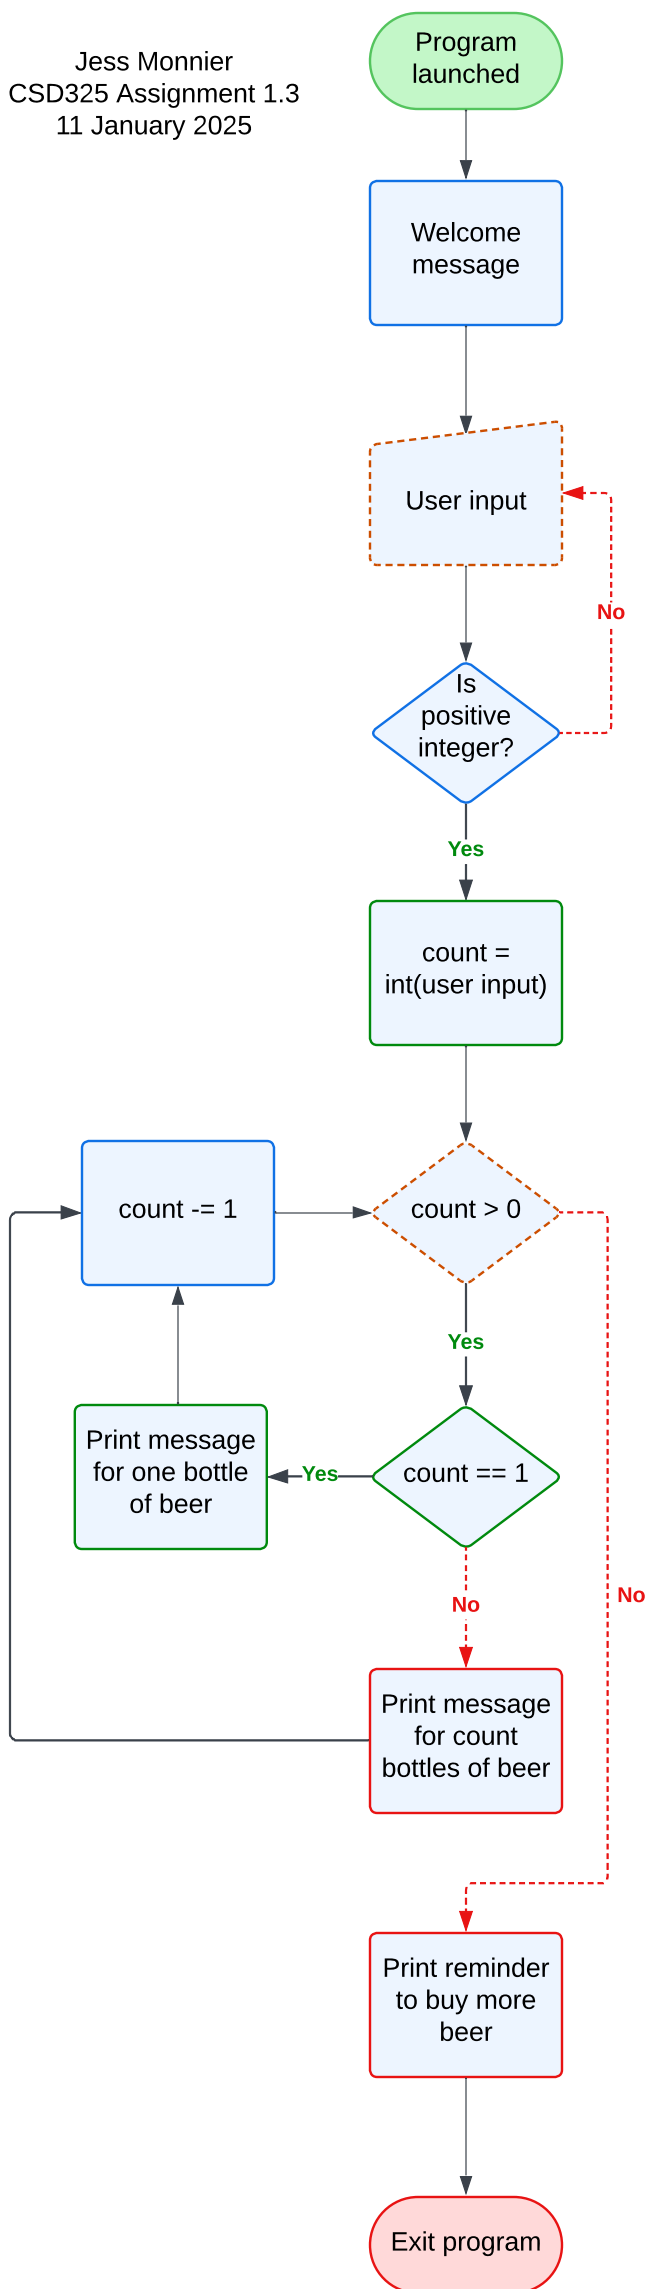 Jess Monnier
CSD325 Assignment 1.3
11 January 2025
Program
launched
Welcome
message
User input
No
Is
positive
integer?
Yes
count =
int(user input)
count -= 1
count > 0
Yes
Print message
for one bottle
of beer
Yes
count == 1
No
No
Print message
for count
bottles of beer
Print reminder
to buy more
beer
Exit program